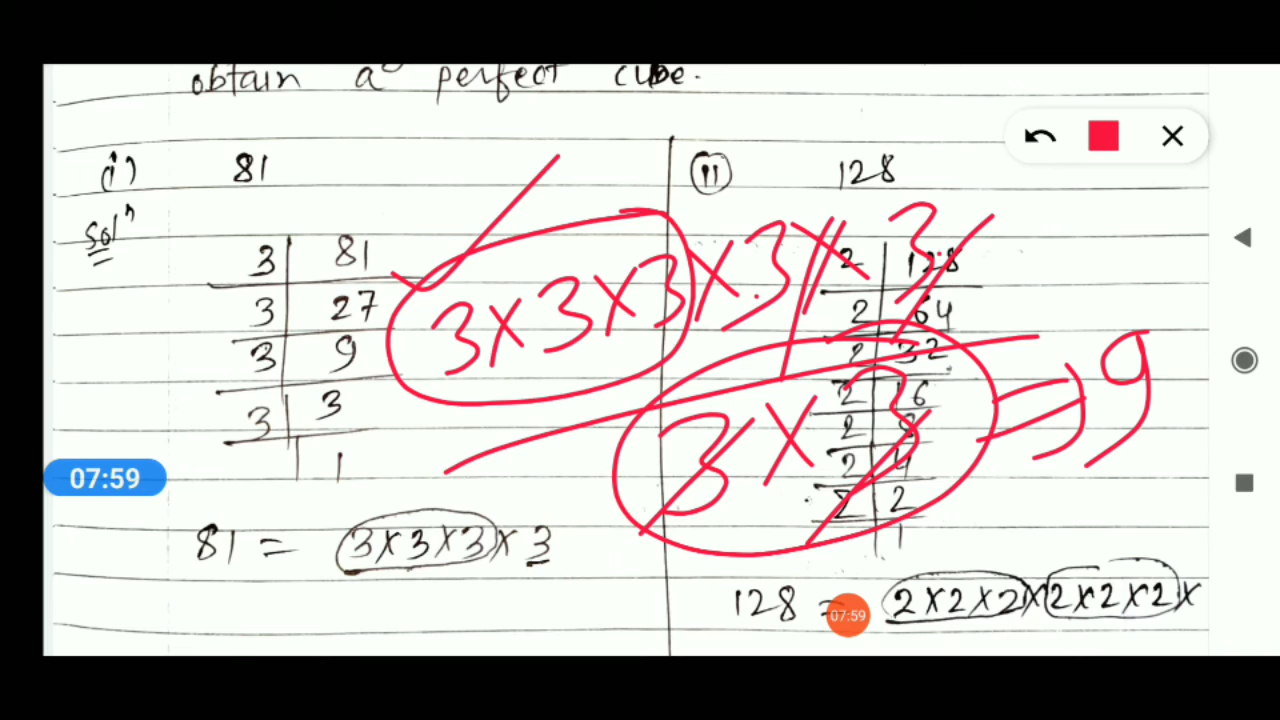 obtain a perfect cube.
(i) 81
Solⁿ
3 | 81
3 | 27
3 | 9
3 | 3
1
81 = 3×3×3×3
(ii) 128
2 | 128
2 | 64
2 | 32
2 | 16
2 | 8
2 | 4
2 | 2
1
128 = 2×2×2×2×2×2×
3×3×3×3
3
3×3 ⇒ 9
07:59
07:59